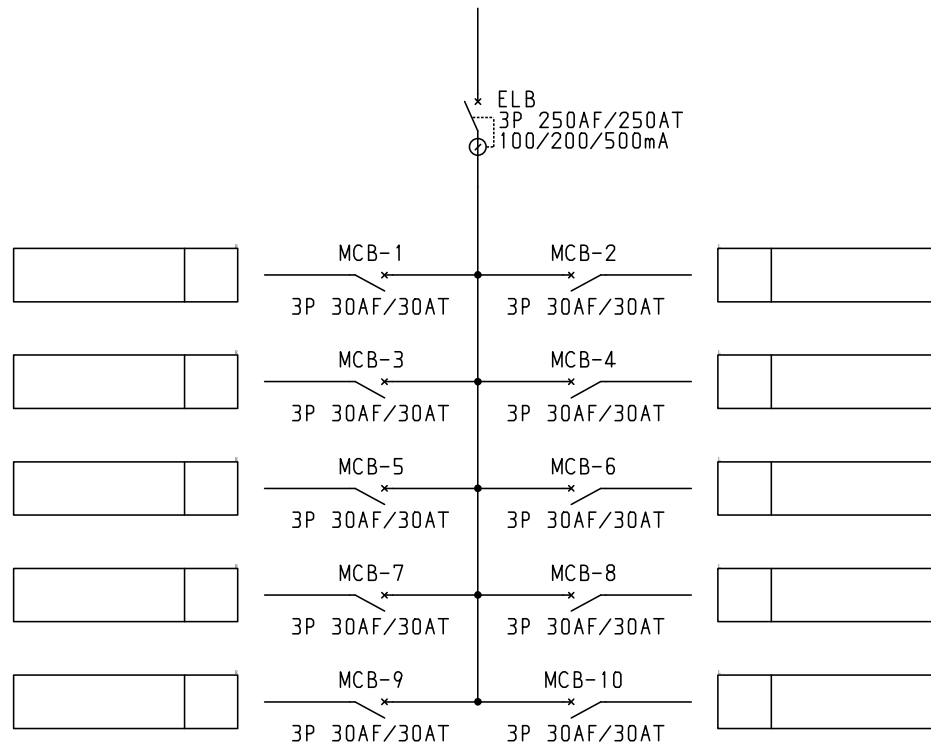 ELB
3P 250AF/250AT
100/200/500mA
MCB-1
3P 30AF/30AT
MCB-2
3P 30AF/30AT
MCB-3
3P 30AF/30AT
MCB-4
3P 30AF/30AT
MCB-5
3P 30AF/30AT
MCB-6
3P 30AF/30AT
MCB-7
3P 30AF/30AT
MCB-8
3P 30AF/30AT
MCB-9
3P 30AF/30AT
MCB-10
3P 30AF/30AT